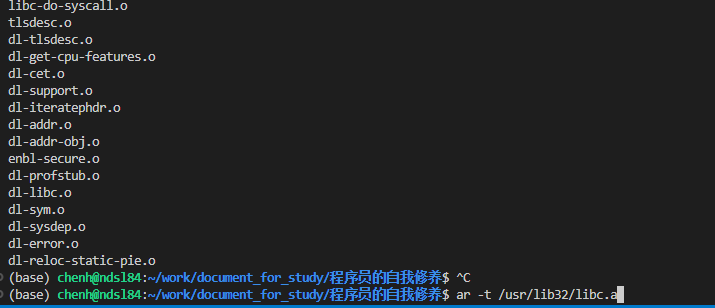 libc-do-syscall.o
tlsdesc.o
dl-tlsdesc.o
dl-get-cpu-features.o
dl-cet.o
dl-support.o
dl-iteratephdr.o
dl-addr.o
dl-addr-obj.o
enbl-secure.o
dl-profstub.o
dl-libc.o
dl-sym.o
dl-sysdep.o
dl-error.o
dl-reloc-static-pie.o
(base) chenh@ndsl84:~/work/document_for_study/程序员的自我修养$ ^C
(base) chenh@ndsl84:~/work/document_for_study/程序员的自我修养$ ar -t /usr/lib32/libc.a